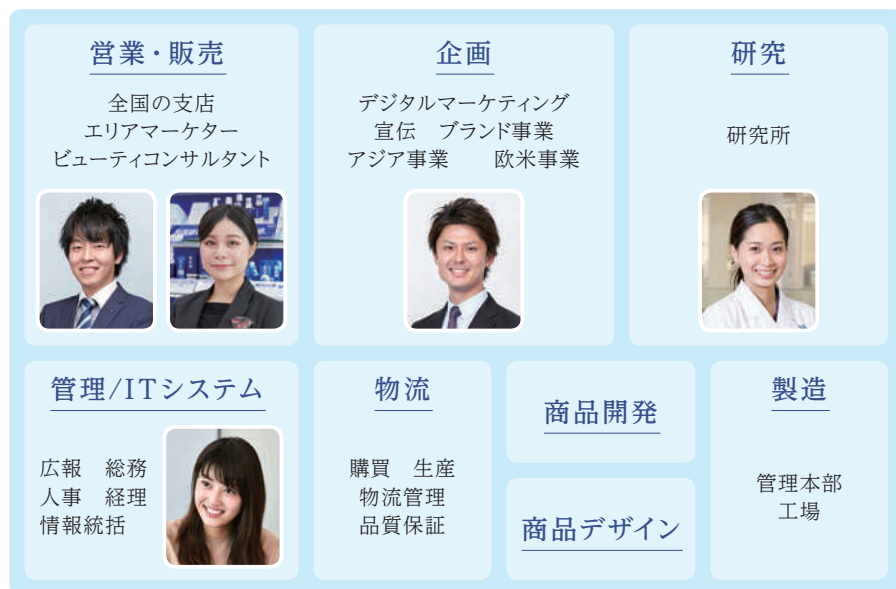 営業・販売
全国の支店
エリアマーケター
ビューティコンサルタント
企画
デジタルマーケティング
宣伝　ブランド事業
アジア事業　　欧米事業
研究
研究所
管理/ITシステム
広報　総務
人事　経理
情報統括
物流
購買　生産
物流管理
品質保証
商品開発
商品デザイン
製造
管理本部
工場